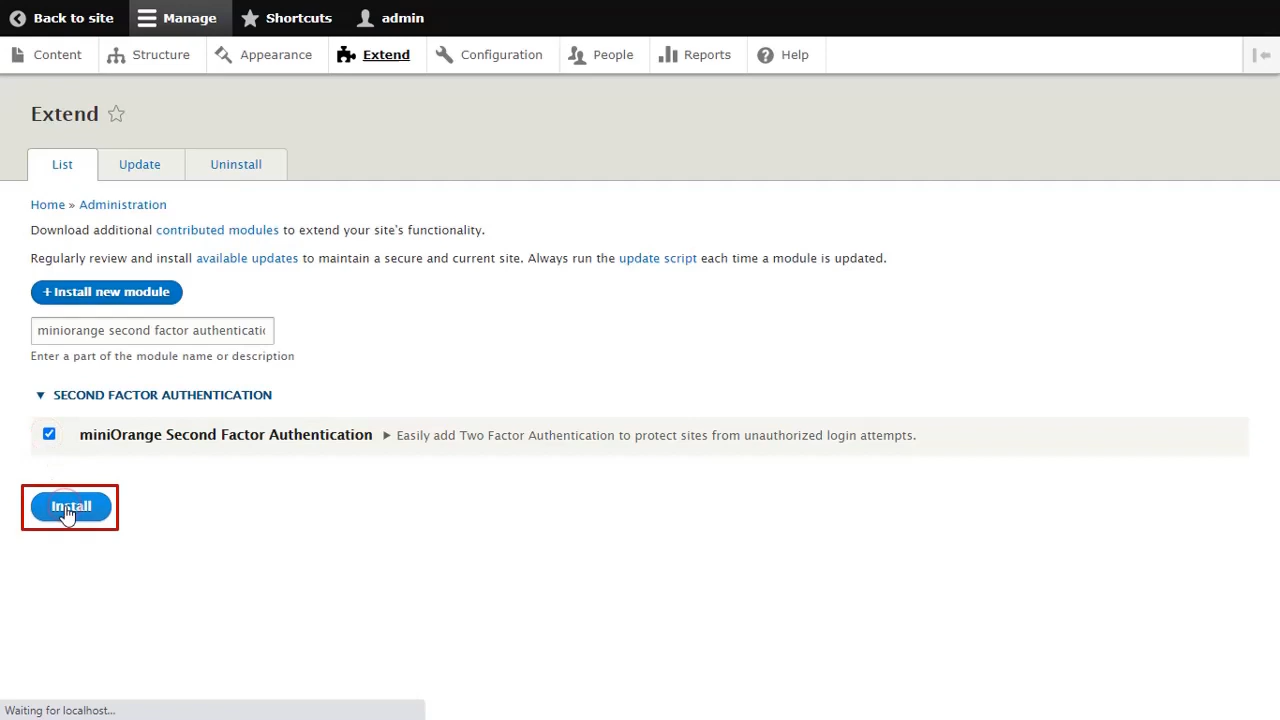 Back to site Manage Shortcuts admin
Content Structure Appearance Extend Configuration People Reports Help
Extend
List Update Uninstall
Home » Administration
Download additional contributed modules to extend your site's functionality.
Regularly review and install available updates to maintain a secure and current site. Always run the update script each time a module is updated.
+ Install new module
miniorange second factor authenticatio
Enter a part of the module name or description
SECOND FACTOR AUTHENTICATION
miniOrange Second Factor Authentication Easily add Two Factor Authentication to protect sites from unauthorized login attempts.
Install
Waiting for localhost...